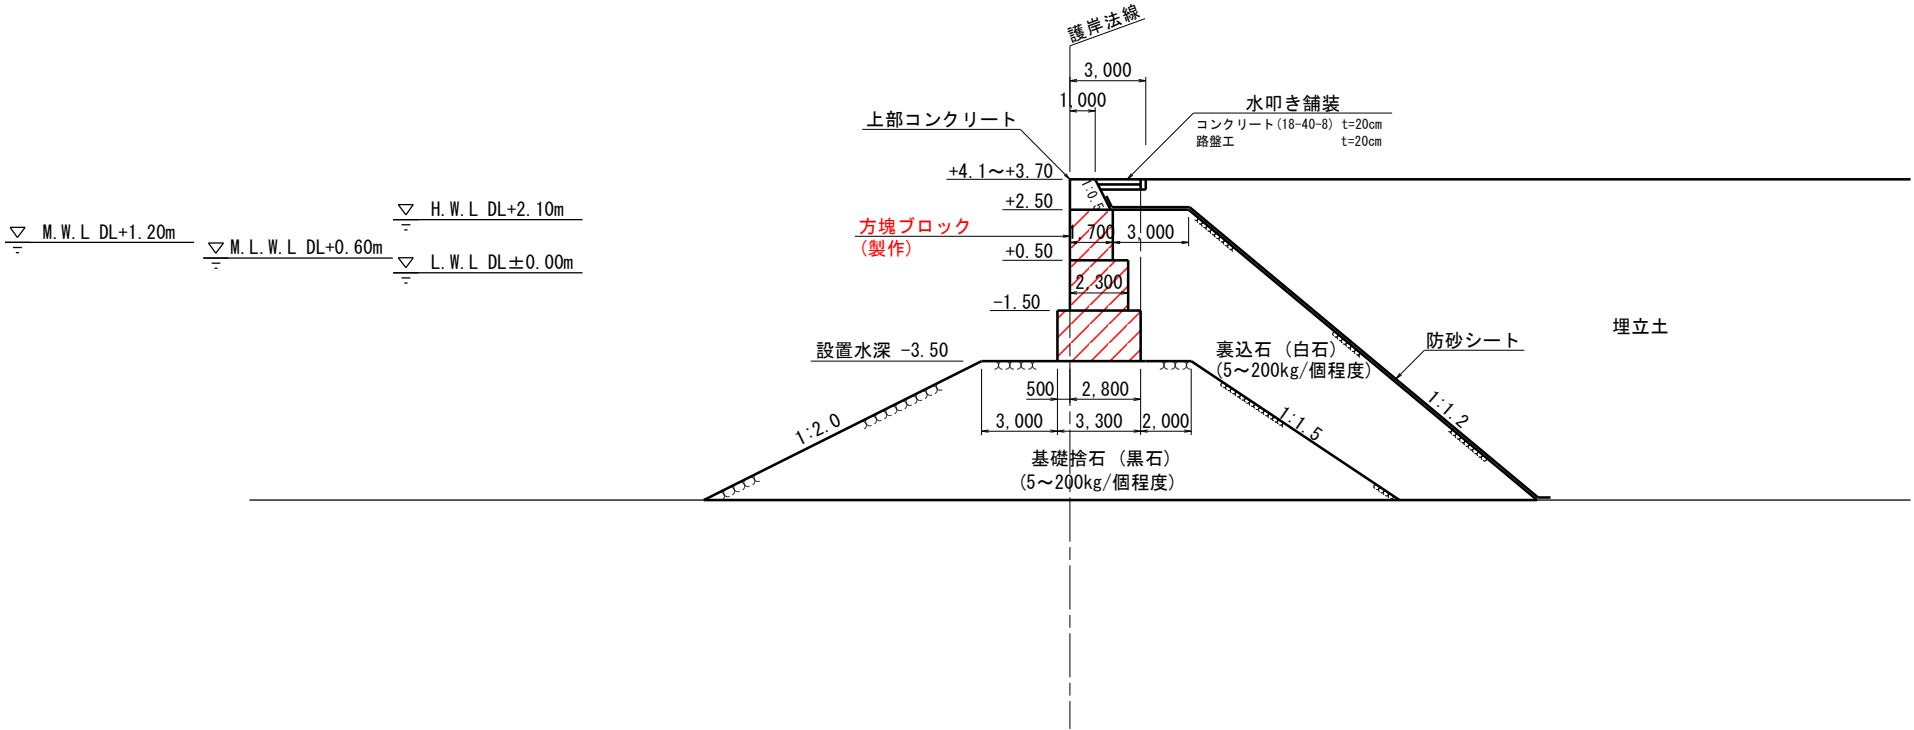 護岸法線
3,000
1,000
上部コンクリート
水叩き舗装
コンクリート(18-40-8) t=20cm
路盤工 t=20cm
+4.1～+3.70
1:0.5
+2.50
H.W.L DL+2.10m
M.W.L DL+1.20m
M.L.W.L DL+0.60m
L.W.L DL±0.00m
方塊ブロック
(製作)
1,700
3,000
+0.50
2,300
-1.50
埋立土
防砂シート
設置水深 -3.50
裏込石 (白石)
(5～200kg/個程度)
500
2,800
1:2.0
3,000
3,300
2,000
1:1.5
1:1.2
基礎捨石 (黒石)
(5～200kg/個程度)